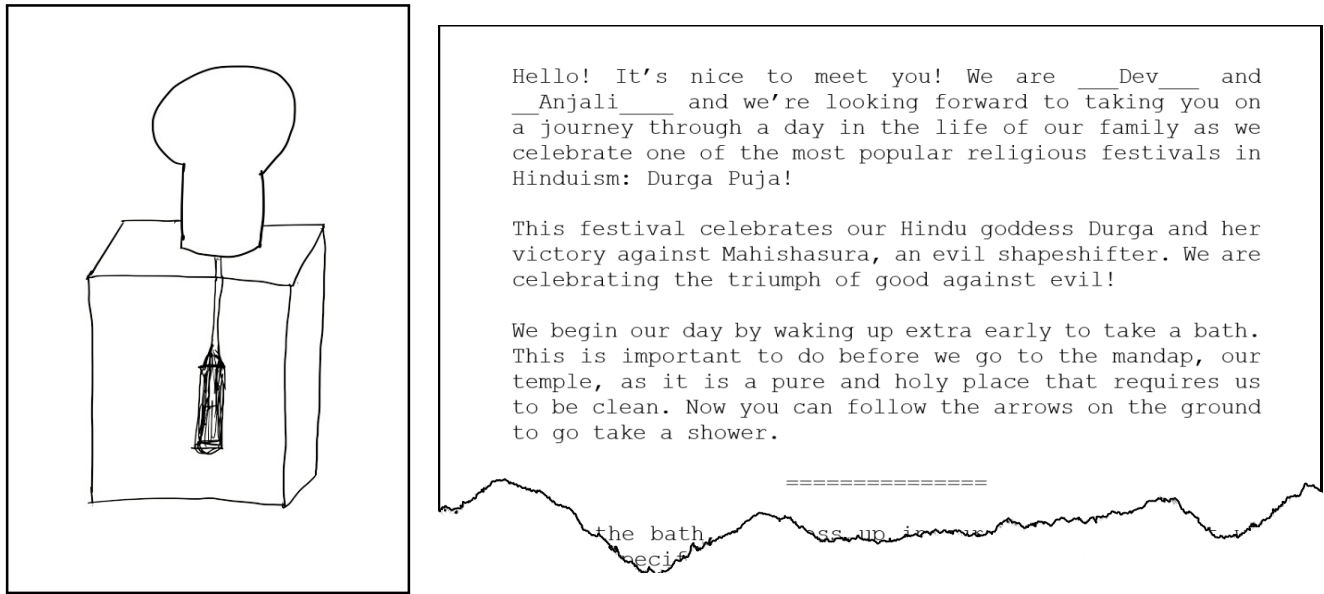 Hello! It's nice to meet you! We are ___Dev___ and
__Anjali____ and we're looking forward to taking you on
a journey through a day in the life of our family as we
celebrate one of the most popular religious festivals in
Hinduism: Durga Puja!
This festival celebrates our Hindu goddess Durga and her
victory against Mahishasura, an evil shapeshifter. We are
celebrating the triumph of good against evil!
We begin our day by waking up extra early to take a bath.
This is important to do before we go to the mandap, our
temple, as it is a pure and holy place that requires us
to be clean. Now you can follow the arrows on the ground
to go take a shower.
===============
the bath,